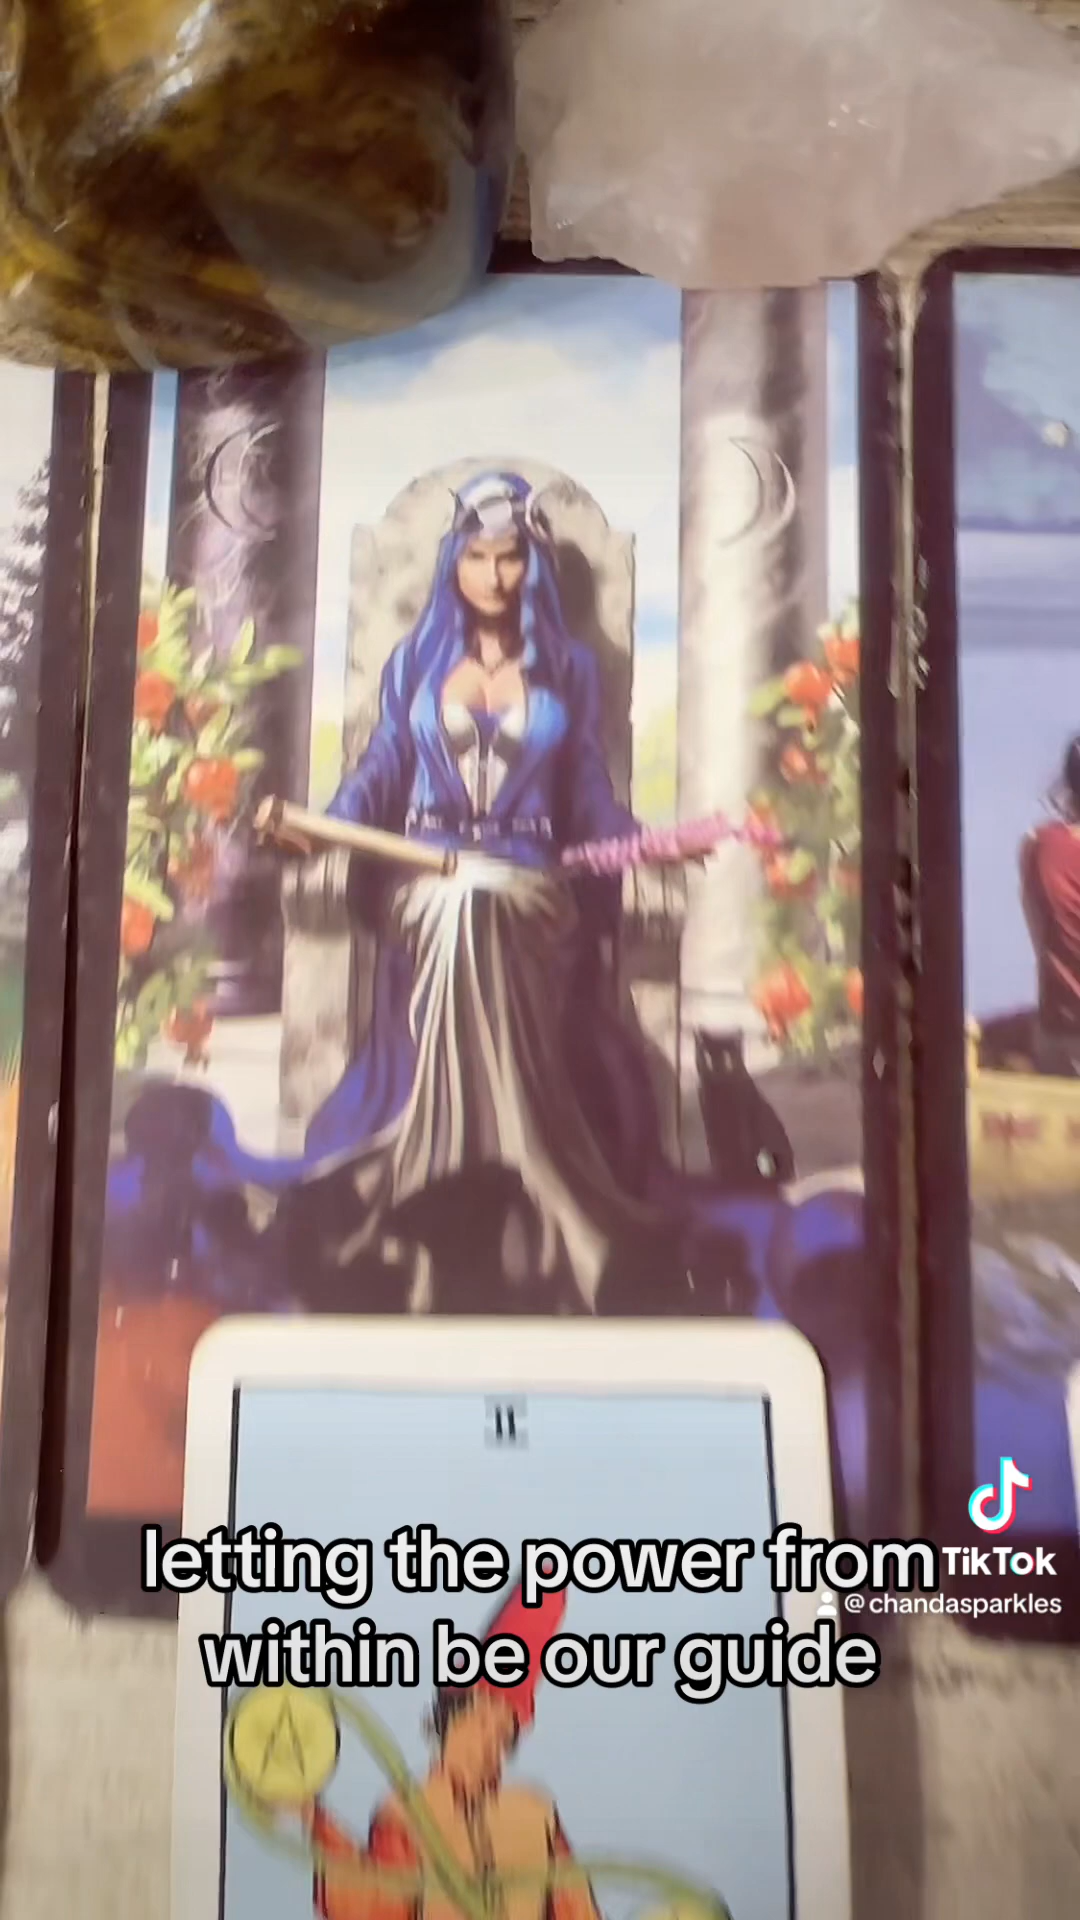 II
letting the power from
within be our guide
TikTok
@chandasparkles